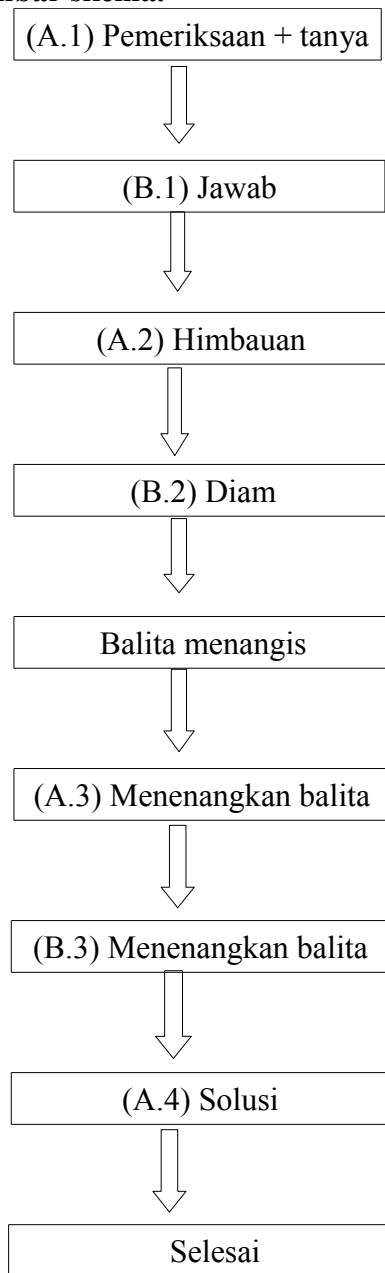 (A.1) Pemeriksaan + tanya
(B.1) Jawab
(A.2) Himbauan
(B.2) Diam
Balita menangis
(A.3) Menenangkan balita
(B.3) Menenangkan balita
(A.4) Solusi
Selesai